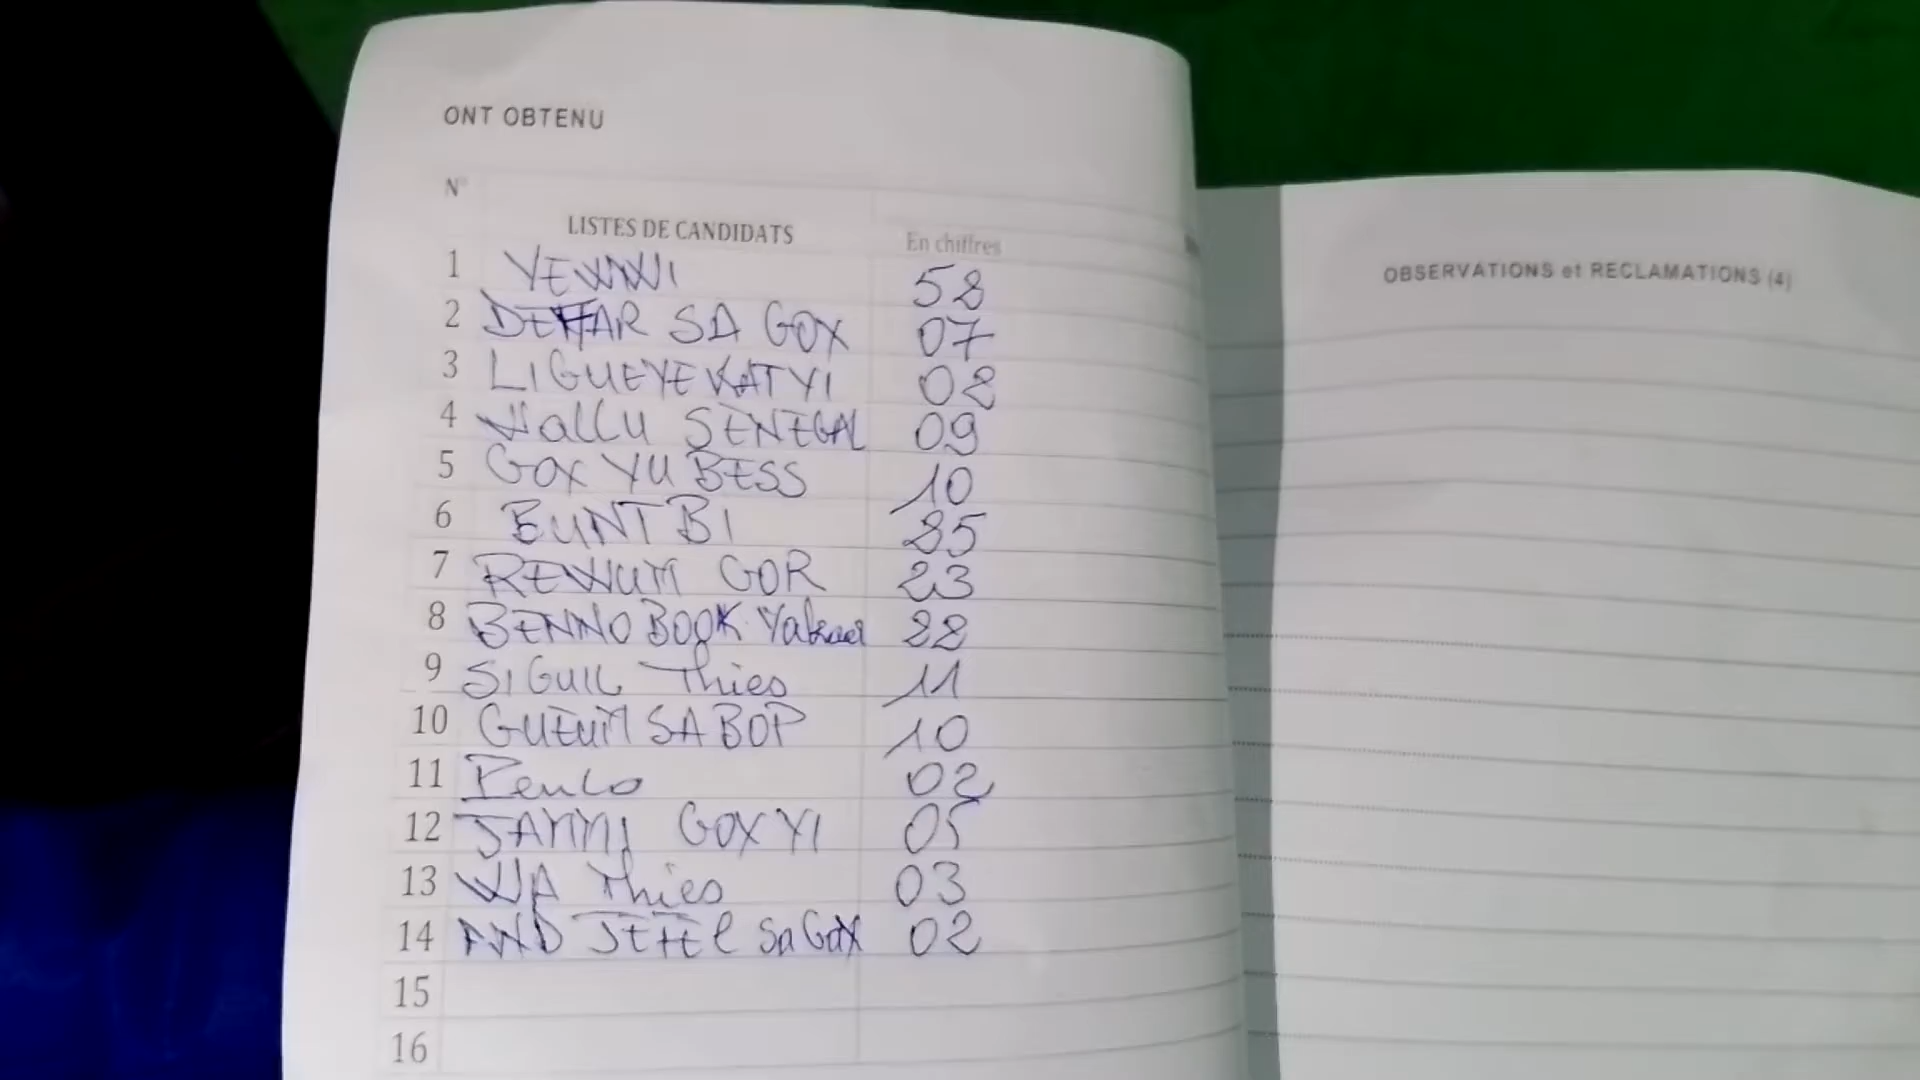 ONT OBTENU
N°
LISTES DE CANDIDATS En chiffres
1 YEWWI 58
2 DEFFAR SA GOX 07
3 LIGUEYEKAT YI 02
4 Wallu SENEGAL 09
5 GOX YU BESS 10
6 BUNT BI 25
7 REWUM GOR 23
8 BENNO BOOK Yakaar 22
9 SIGUIL Thies 11
10 GUEUM SA BOP 10
11 02
12 JAMMI GOX YI 05
13 WA Thies 03
14 AND JEFEL Sa GOX 02
15
16
OBSERVATIONS et RECLAMATIONS (4)